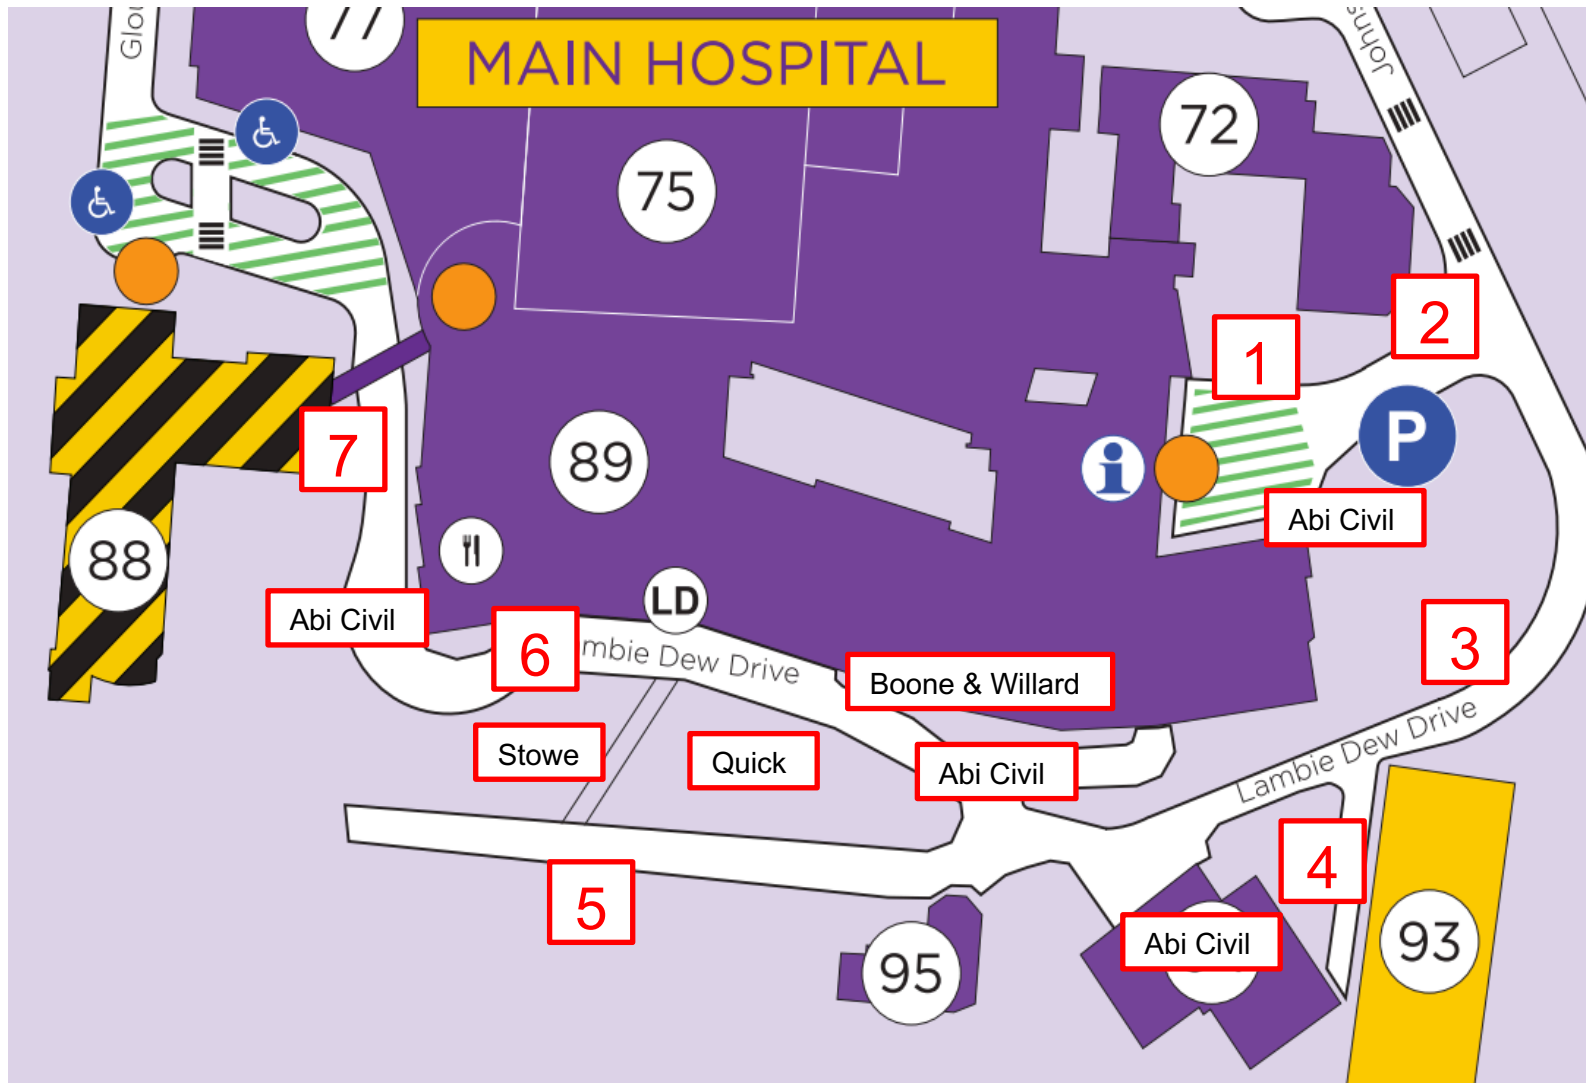 Glou
77
MAIN HOSPITAL
Johns
72
75
2
1
P
7
89
i
Abi Civil
88
LD
Abi Civil
6
mbie Dew Drive
3
Boone & Willard
Stowe
Quick
Abi Civil
Lambie Dew Drive
4
5
Abi Civil
93
95